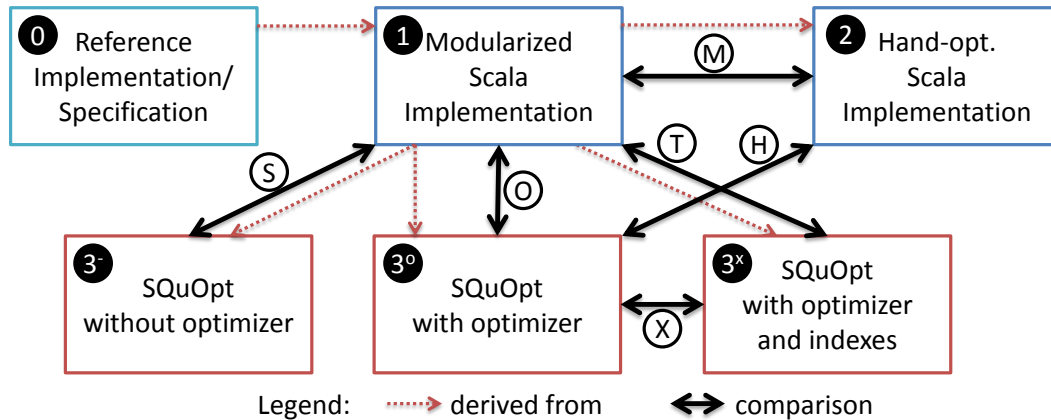 0
Reference
Implementation/
Specification
1
Modularized
Scala
Implementation
2
Hand-opt.
Scala
Implementation
M
S
O
T
H
3-
SQuOpt
without optimizer
3o
SQuOpt
with optimizer
X
3x
SQuOpt
with optimizer
and indexes
Legend: derived from comparison